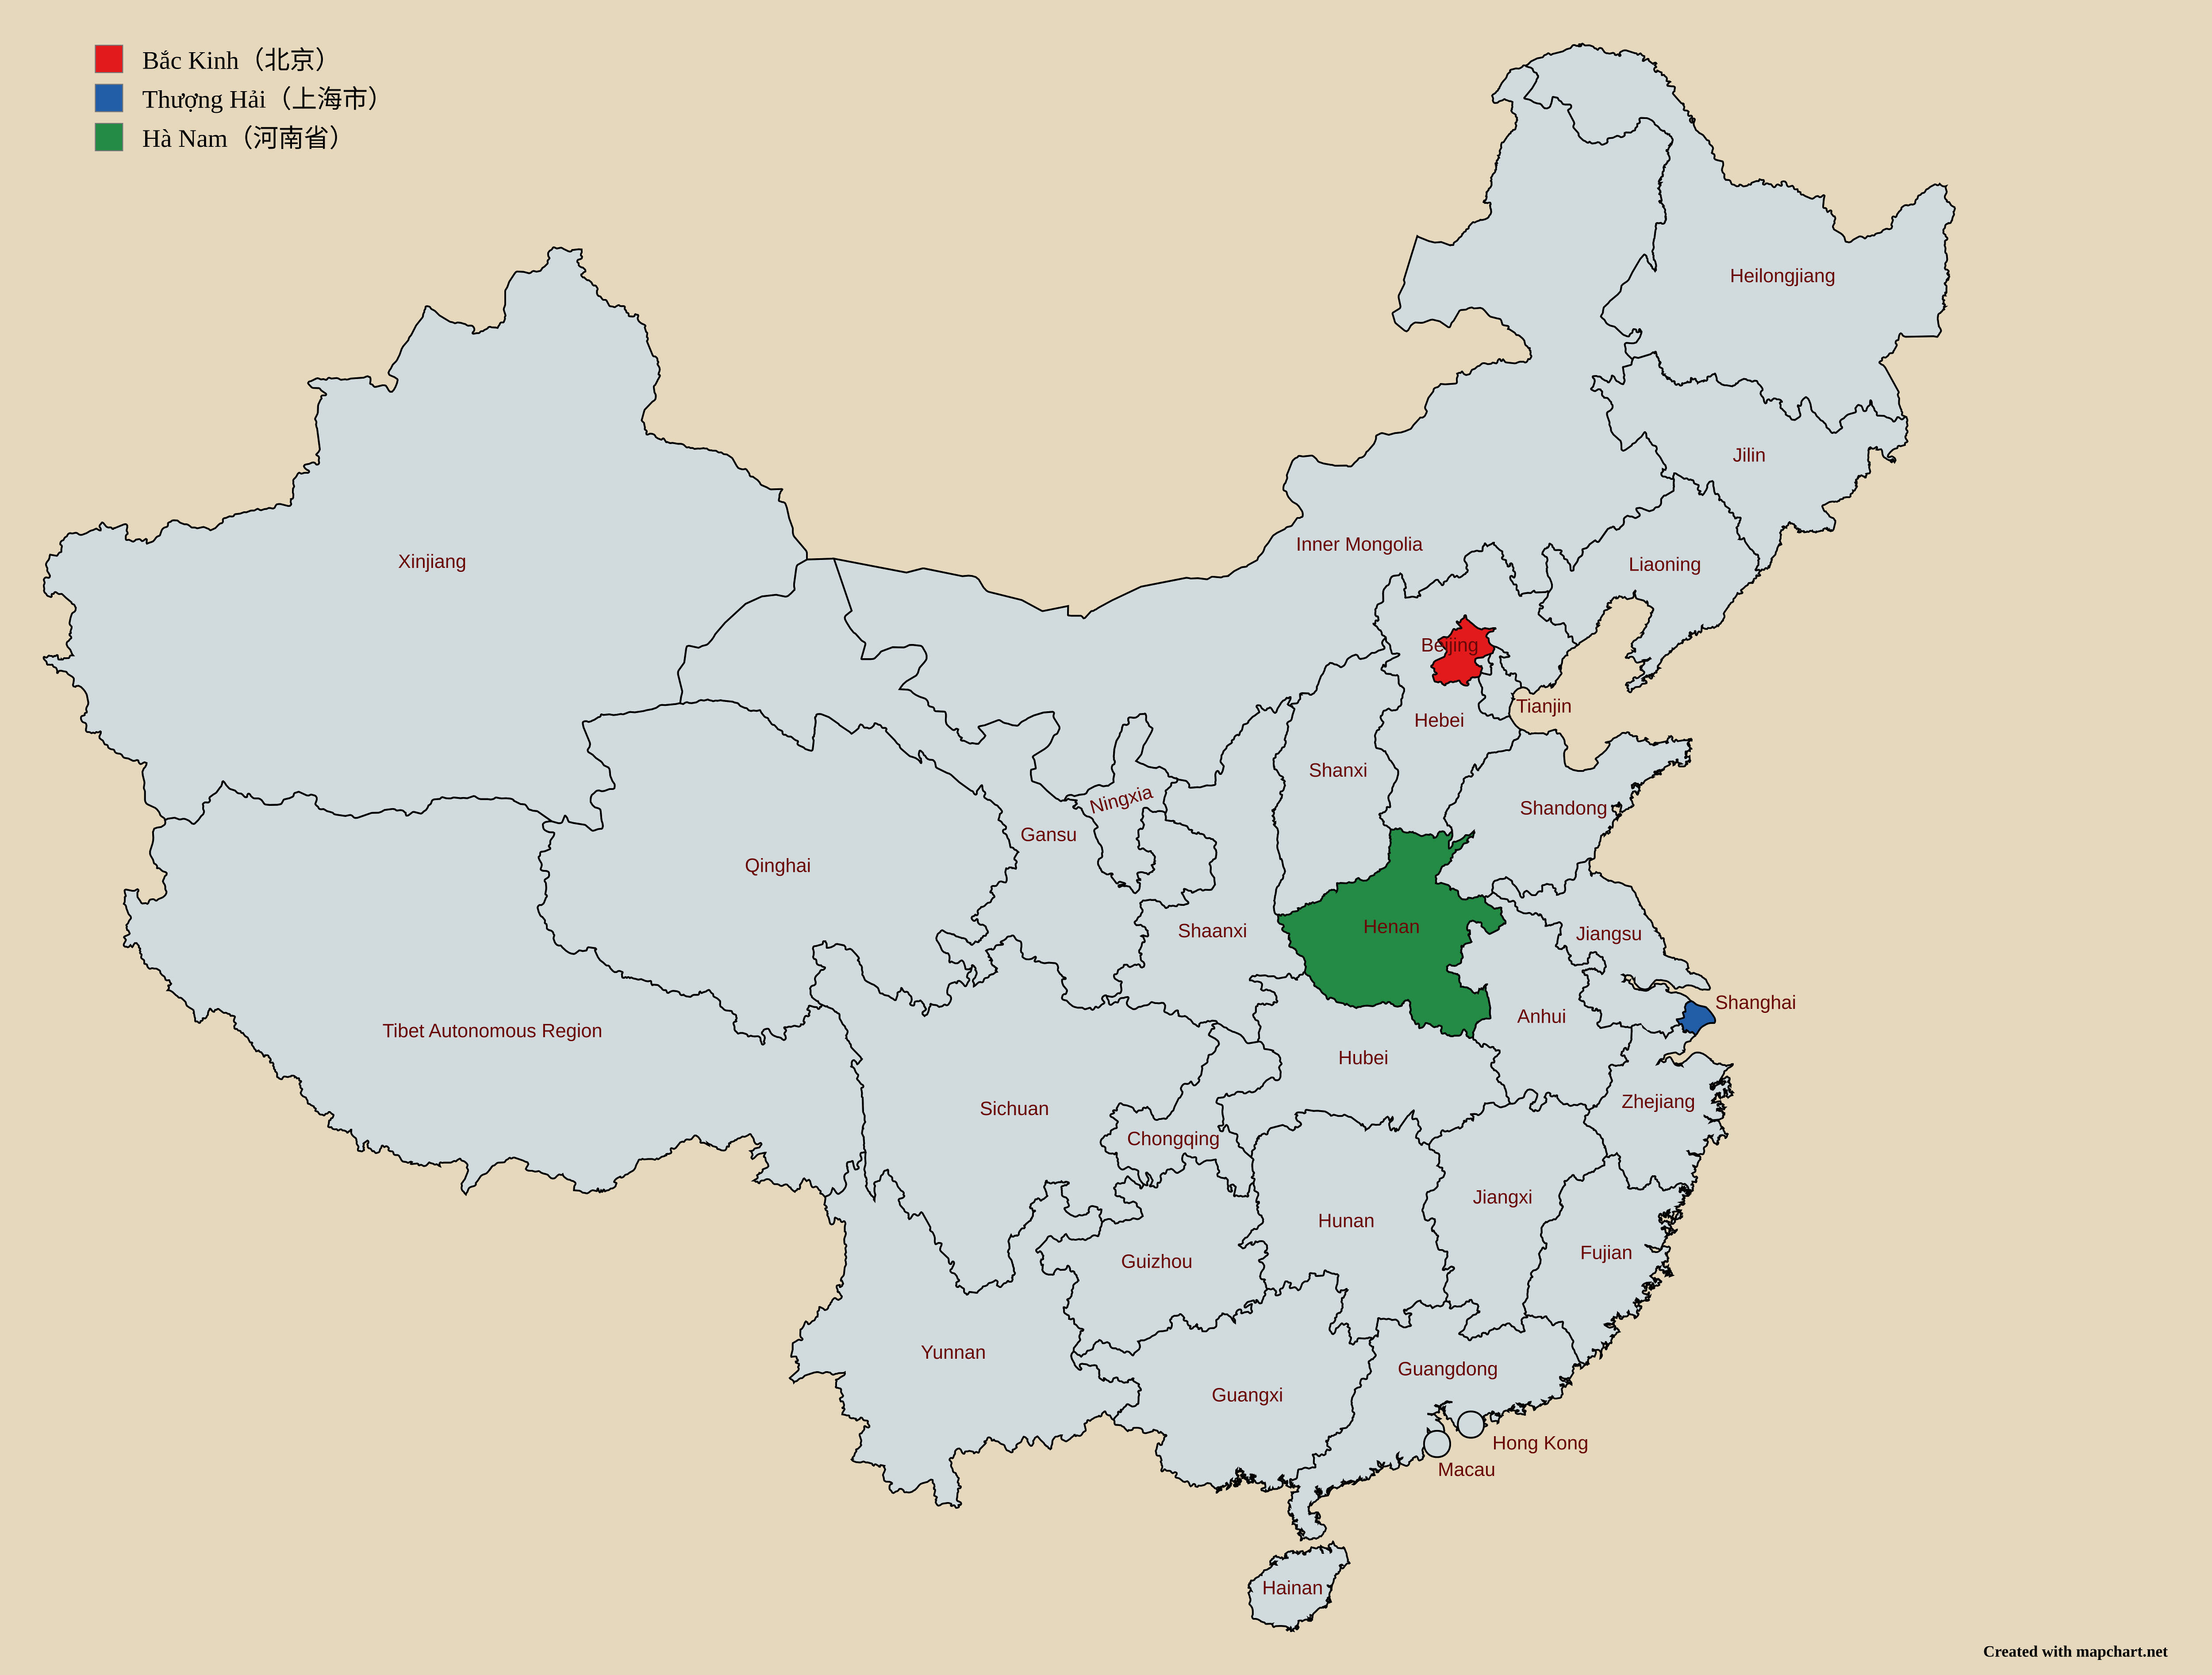 Bắc Kinh（北京）
Thượng Hải（上海市）
Hà Nam（河南省）
Heilongjiang
Jilin
Inner Mongolia
Xinjiang
Liaoning
Beijing
Tianjin
Hebei
Shanxi
Ningxia
Shandong
Gansu
Qinghai
Henan
Shaanxi
Jiangsu
Shanghai
Anhui
Tibet Autonomous Region
Hubei
Zhejiang
Sichuan
Chongqing
Jiangxi
Hunan
Fujian
Guizhou
Yunnan
Guangdong
Guangxi
Hong Kong
Macau
Hainan
Created with mapchart.net